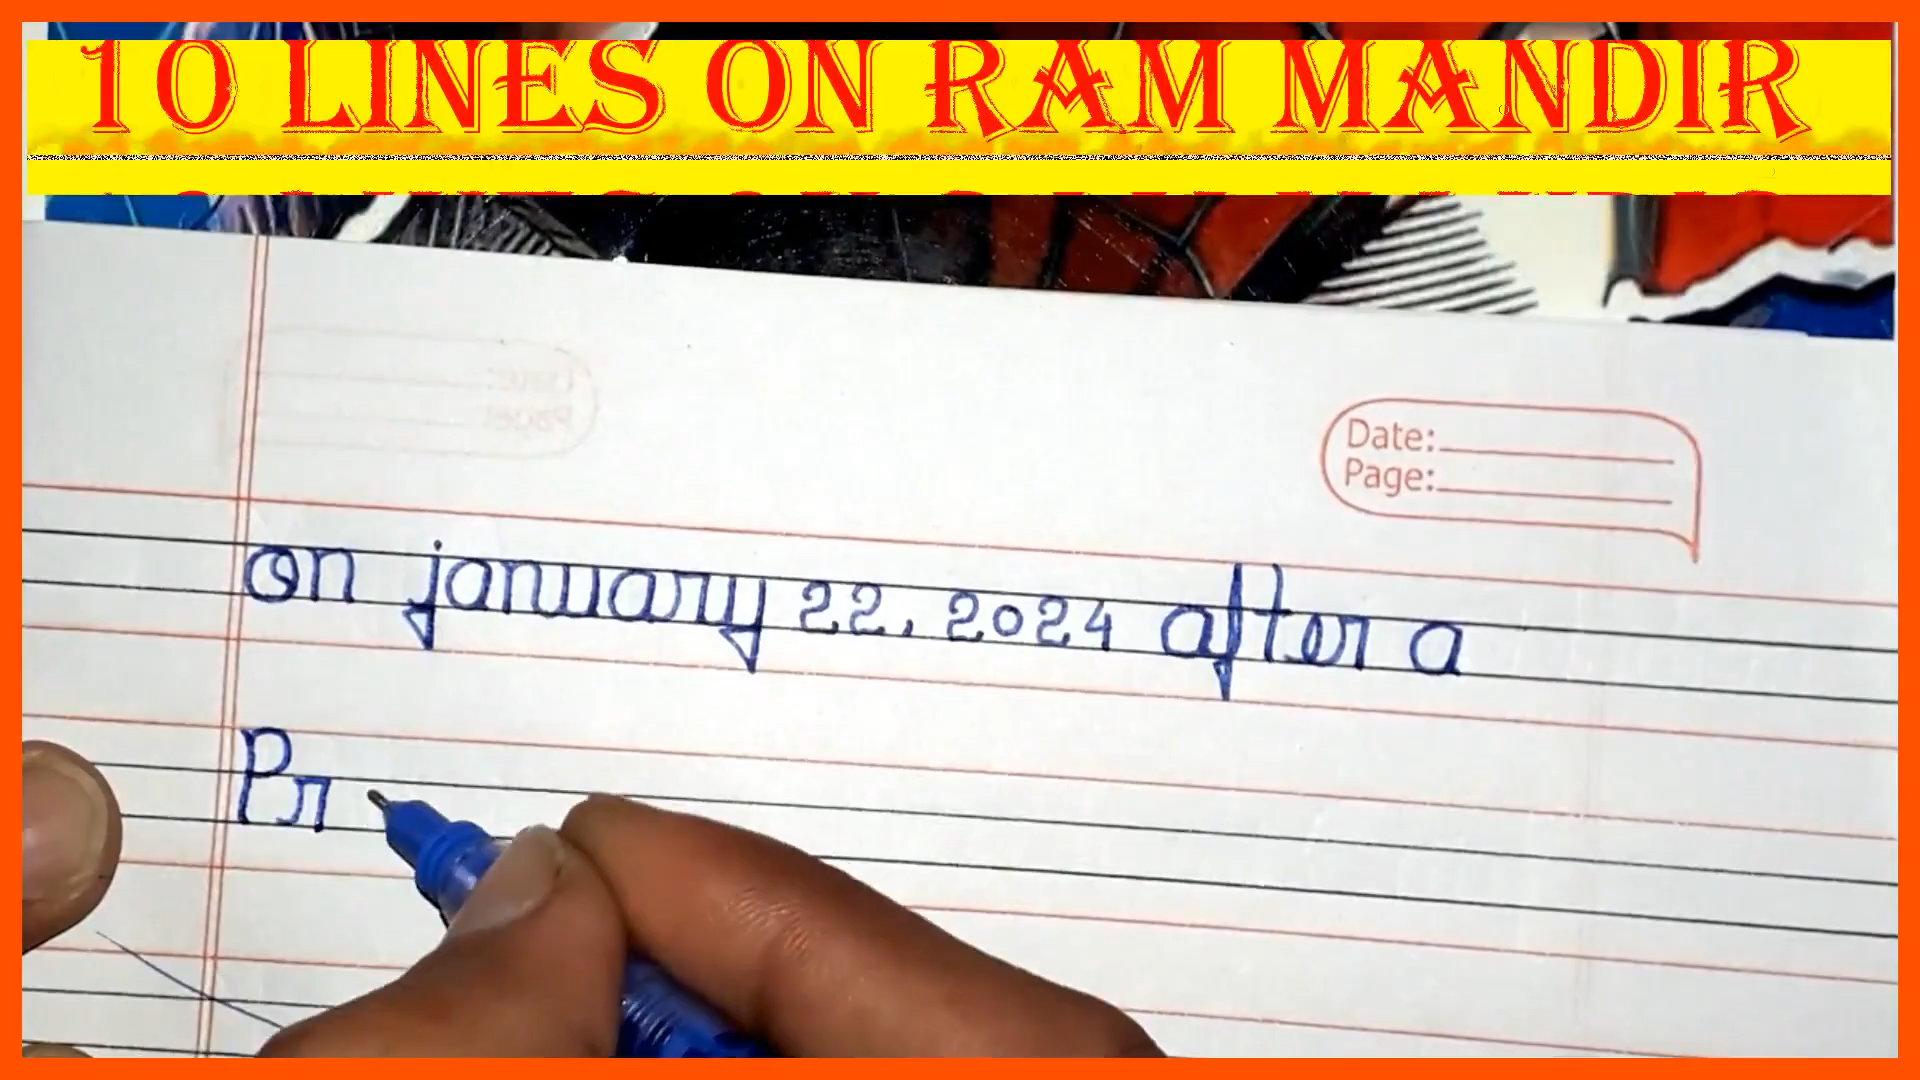 10 LINES ON RAM MANDIR
Date:
Page:
on january 22, 2024 after a
Pr